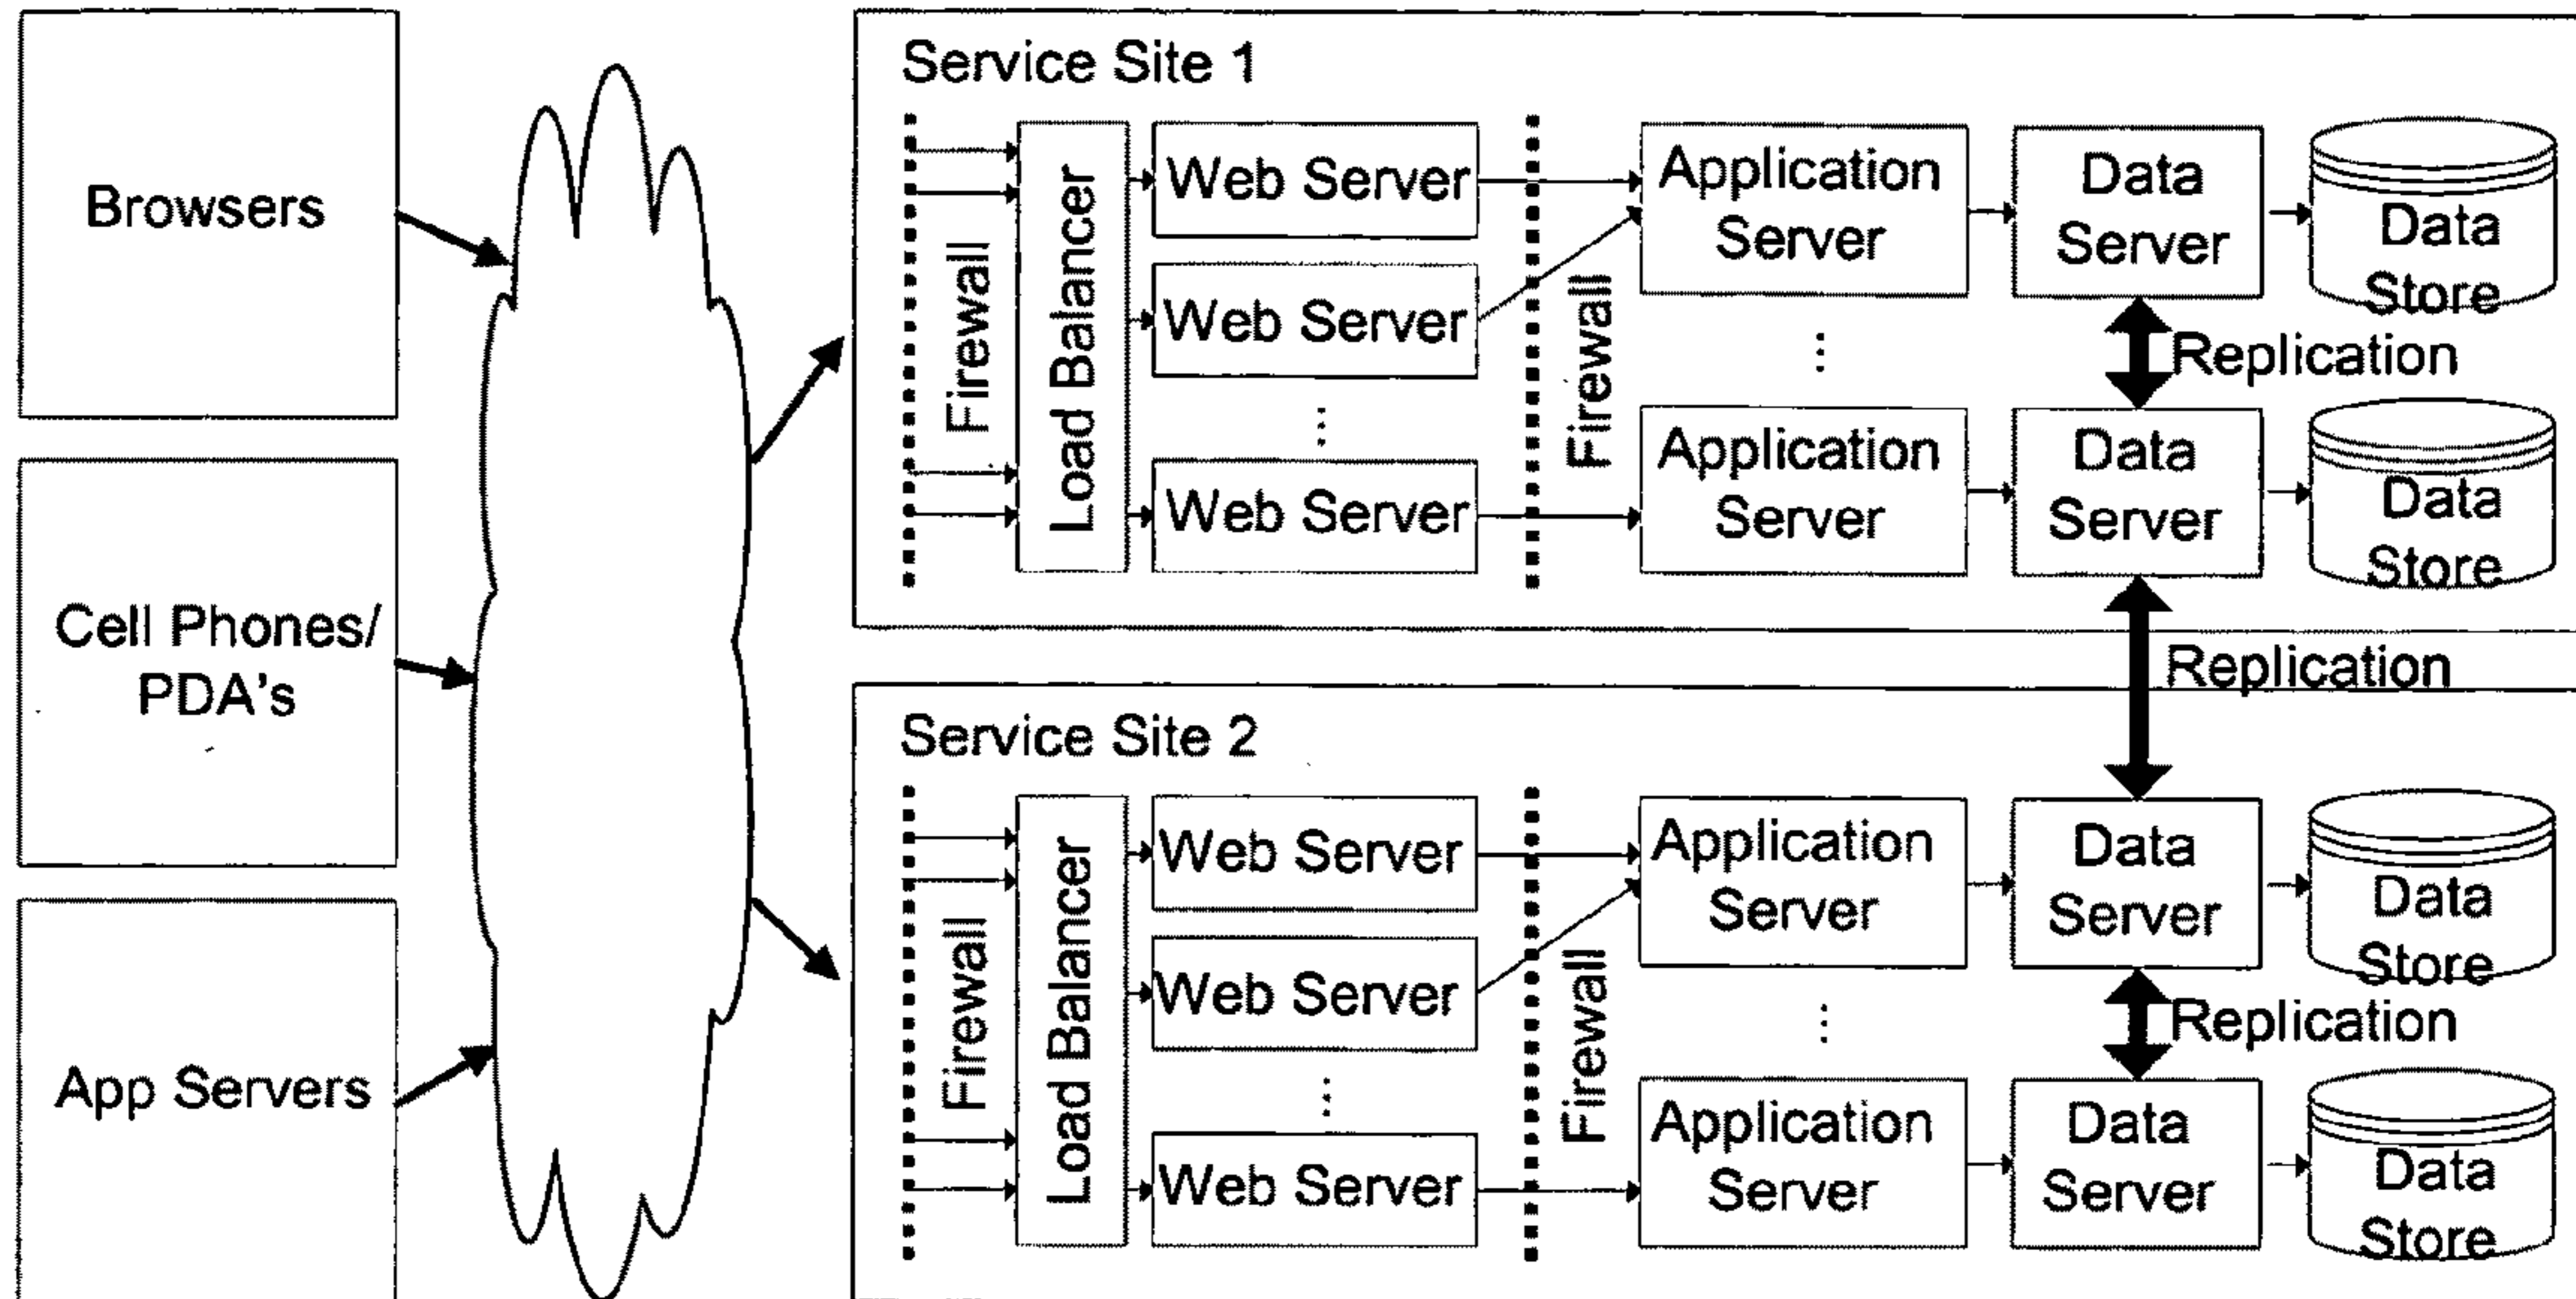 Browsers
Cell Phones/
PDA's
App Servers
Service Site 1
Firewall
Load Balancer
Web Server
Web Server
...
Web Server
Firewall
Application
Server
...
Application
Server
Data
Server
Replication
Data
Server
Data
Store
Data
Store
Replication
Service Site 2
Firewall
Load Balancer
Web Server
Web Server
...
Web Server
Firewall
Application
Server
...
Application
Server
Data
Server
Replication
Data
Server
Data
Store
Data
Store